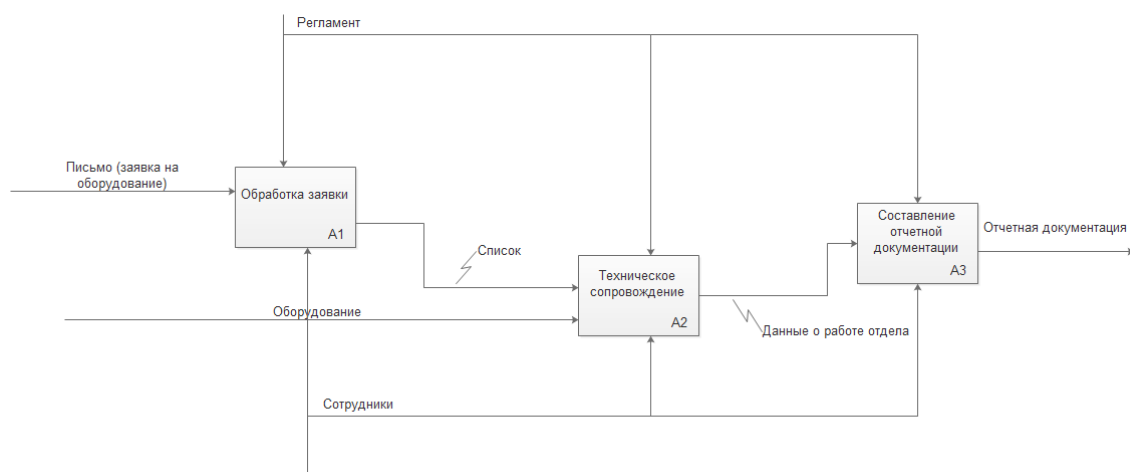 Регламент
Письмо (заявка на
оборудование)
Обработка заявки
A1
Список
Оборудование
Техническое
сопровождение
A2
Данные о работе отдела
Составление
отчетной
документации
A3
Отчетная документация
Сотрудники